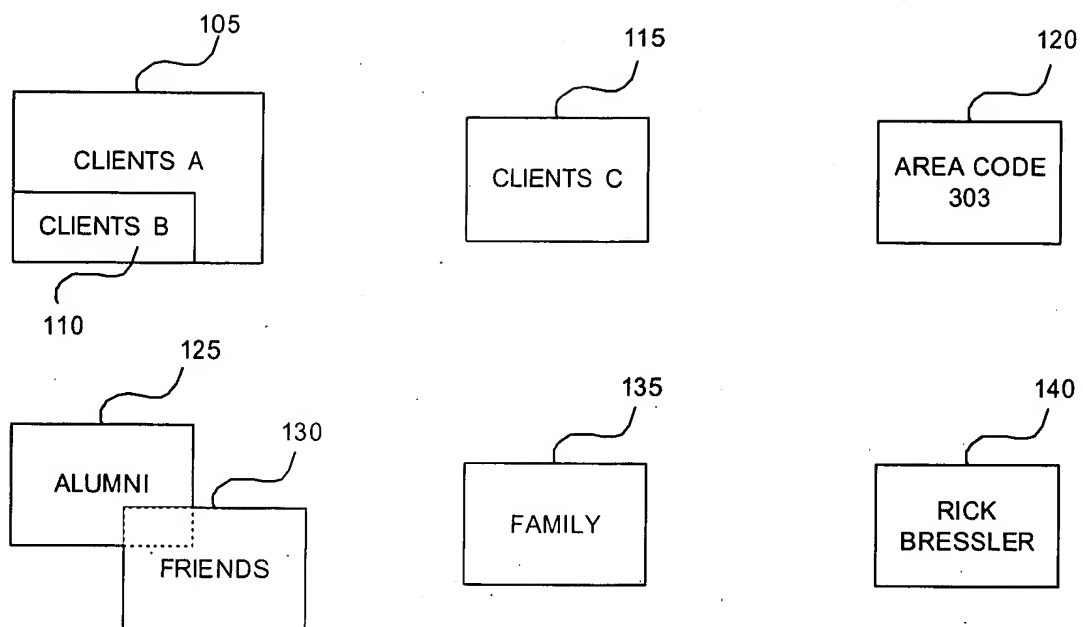 105
115
120
CLIENTS A
CLIENTS B
CLIENTS C
AREA CODE
303
110
125
130
135
140
ALUMNI
FRIENDS
FAMILY
RICK
BRESSLER